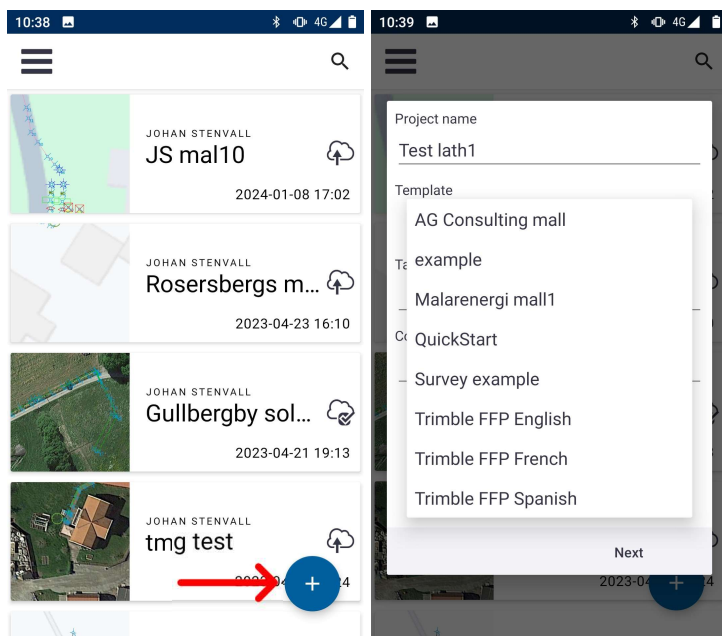 10:38
4G
JOHAN STENVALL
JS mal10
2024-01-08 17:02
JOHAN STENVALL
Rosersbergs m...
2023-04-23 16:10
JOHAN STENVALL
Gullbergby sol...
2023-04-21 19:13
JOHAN STENVALL
tmg test
+
10:39
4G
Project name
Test lath1
Template
AG Consulting mall
example
Malarenergi mall1
QuickStart
Survey example
Trimble FFP English
Trimble FFP French
Trimble FFP Spanish
Next
+